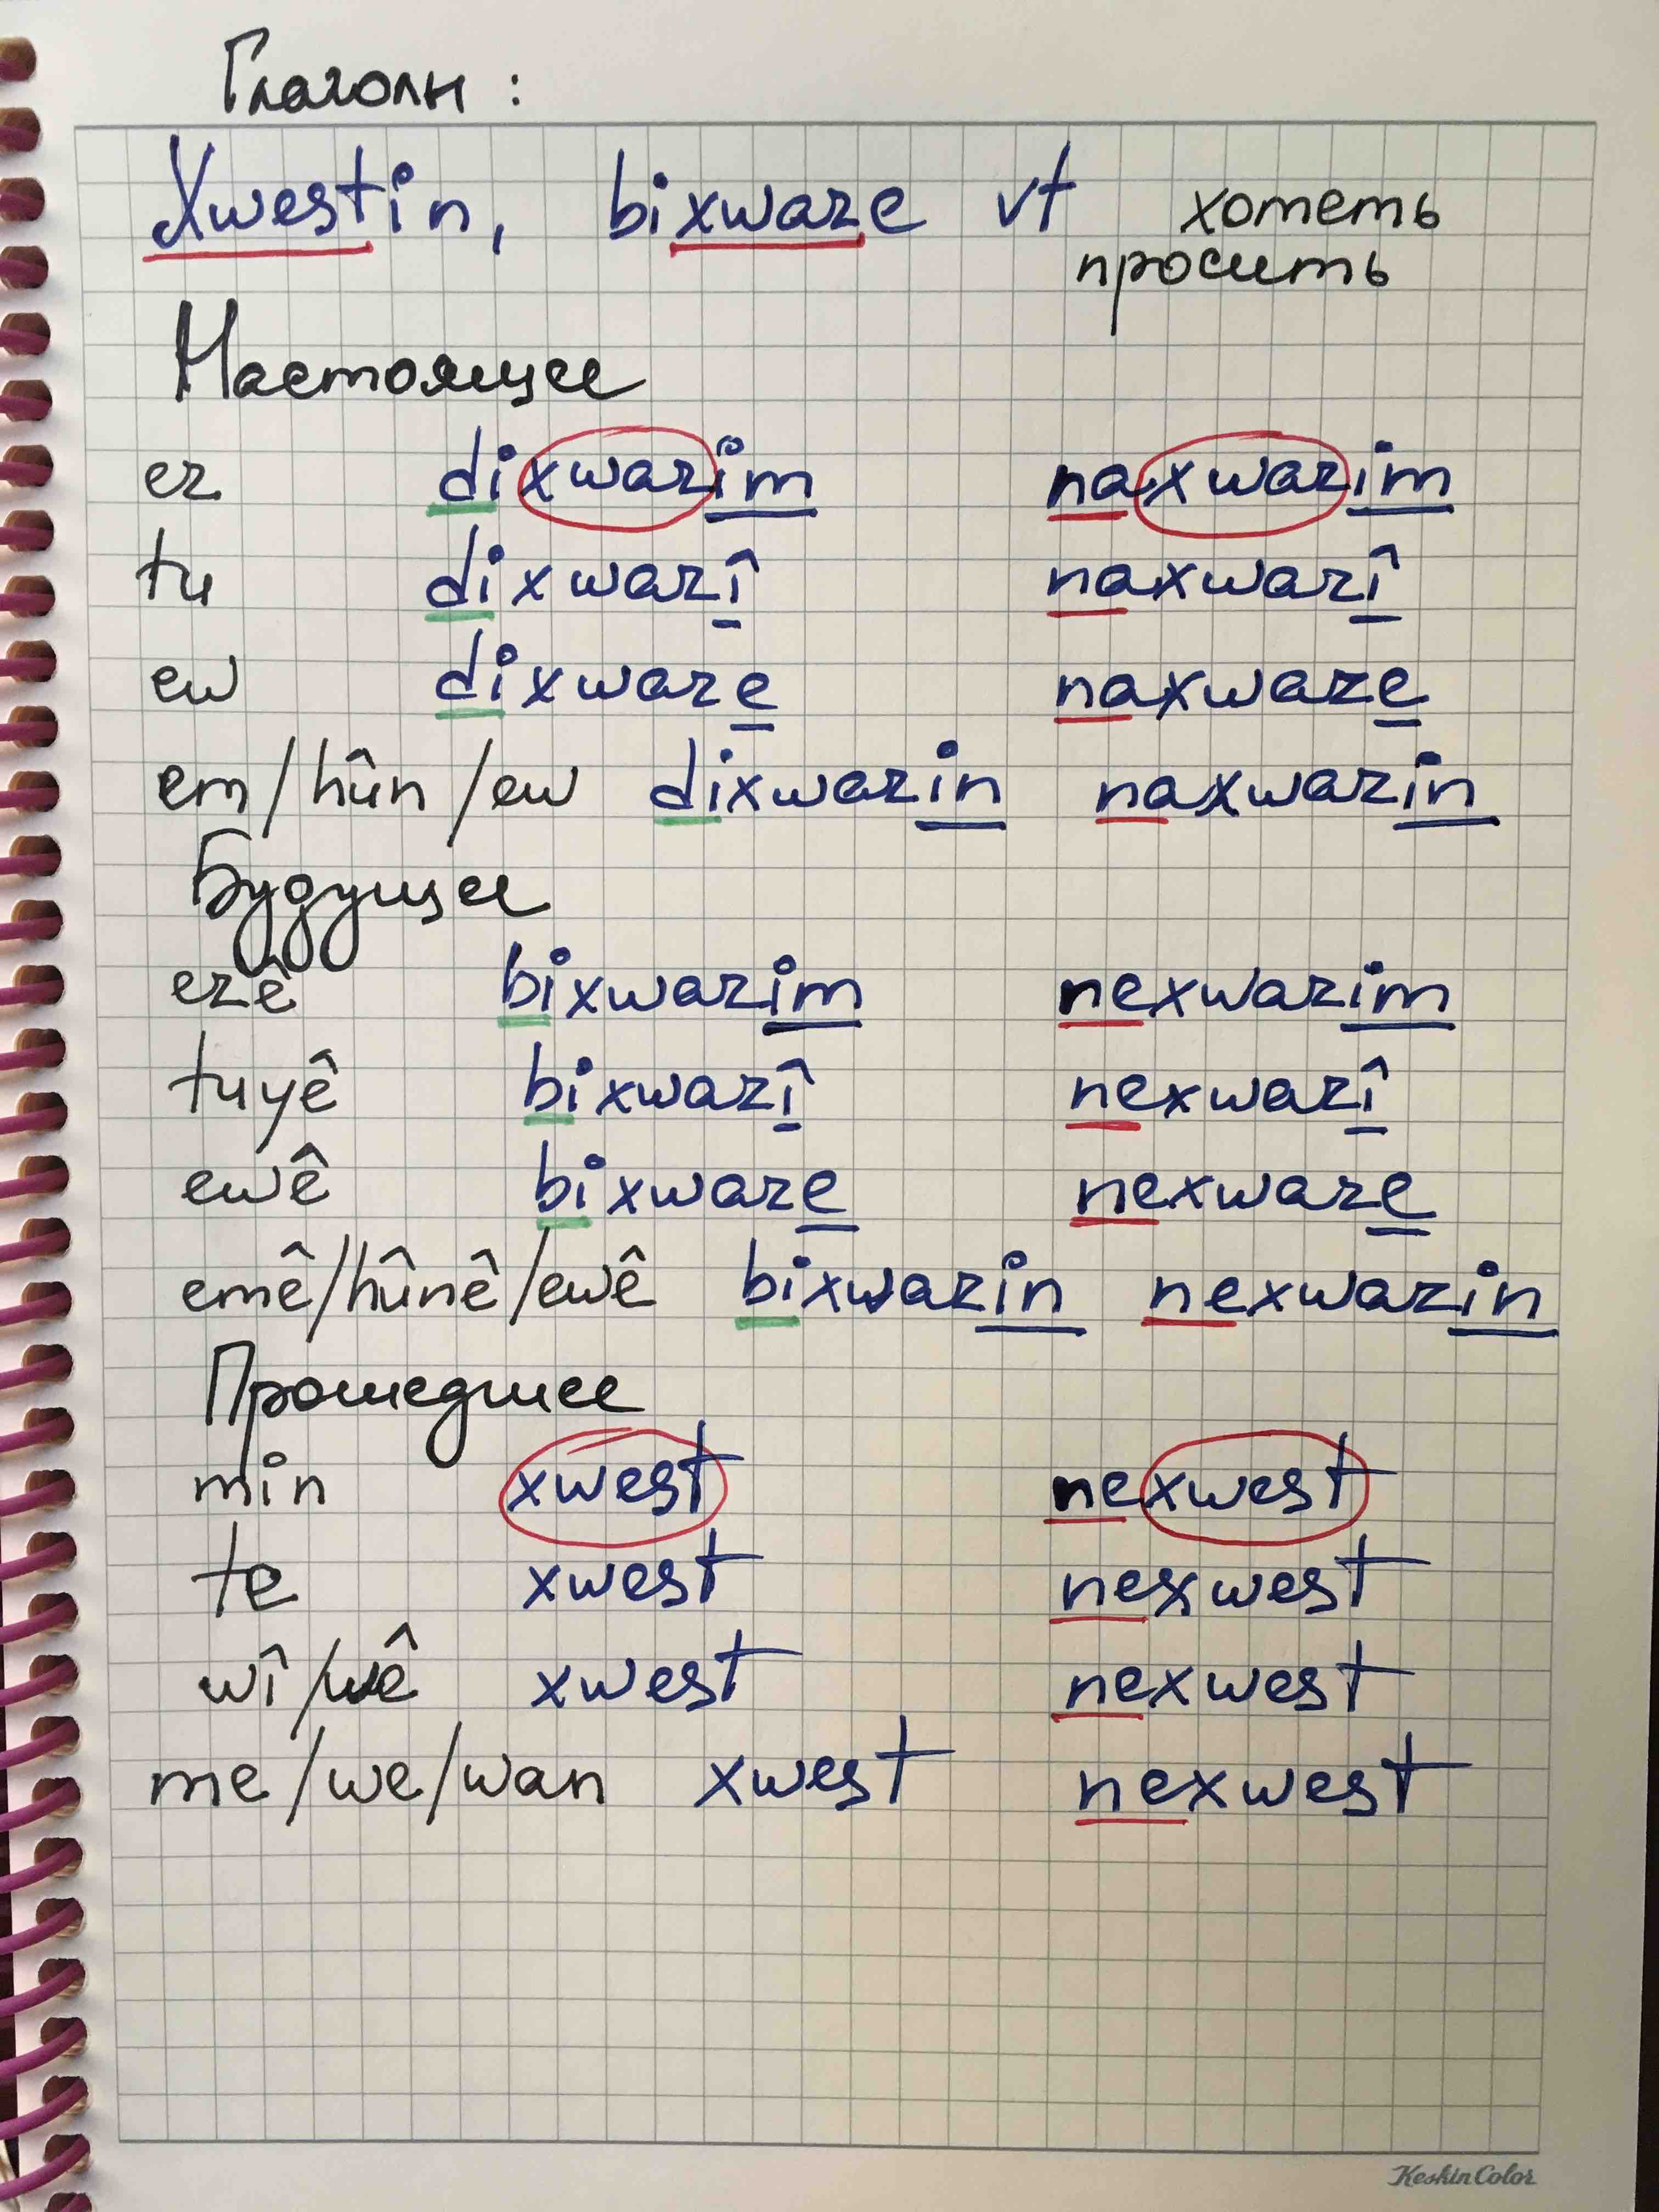 Глаголы :
Xwestin, bixwaze vt хотеть
просить
Настоящее
ez dixwazim naxwazim
tu dixwazî naxwazî
ew dixwaze naxwaze
em/hûn/ew dixwazin naxwazin
Будущее
ezê bixwazim nexwazim
tuyê bixwazî nexwazî
ewê bixwaze nexwaze
emê/hûnê/ewê bixwazin nexwazin
Прошедшее
min xwest nexwest
te xwest nexwest
wî/wê xwest nexwest
me/we/wan xwest nexwest
KeskinColor